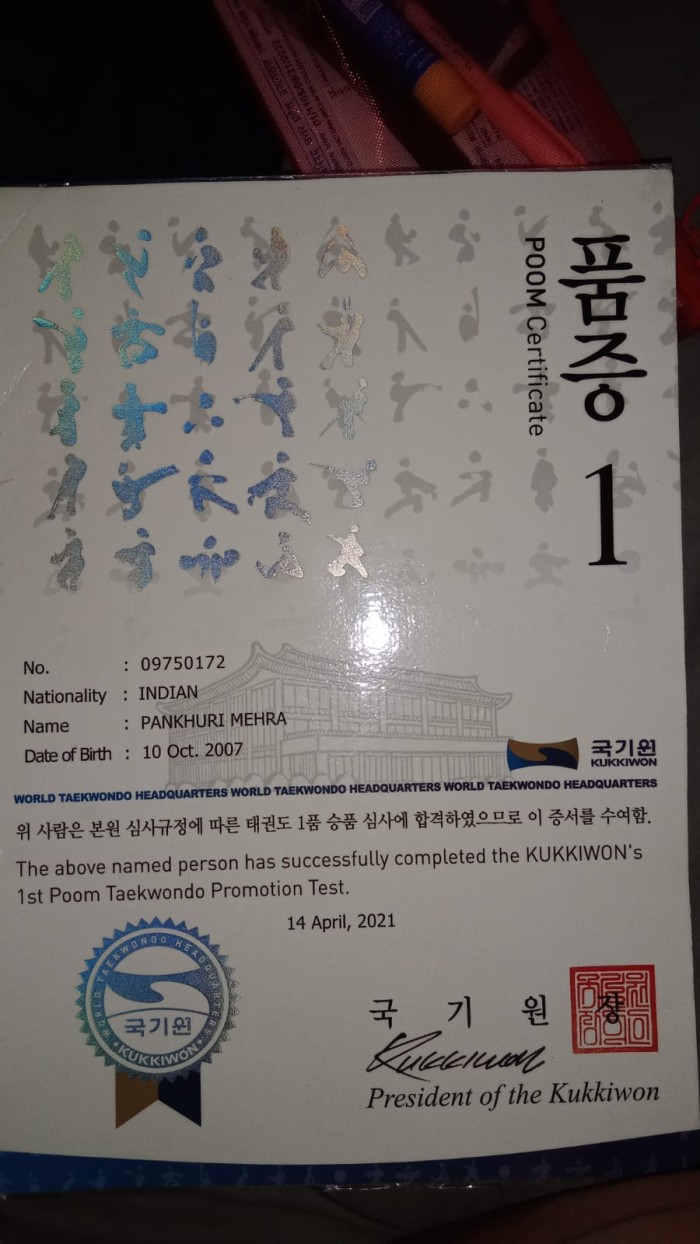 품증 1
POOM Certificate
No. : 09750172
Nationality : INDIAN
Name : PANKHURI MEHRA
Date of Birth : 10 Oct. 2007
국기원
KUKKIWON
WORLD TAEKWONDO HEADQUARTERS WORLD TAEKWONDO HEADQUARTERS WORLD TAEKWONDO HEADQUARTERS
위 사람은 본원 심사규정에 따른 태권도 1품 승품 심사에 합격하였으므로 이 증서를 수여함.
The above named person has successfully completed the KUKKIWON's
1st Poom Taekwondo Promotion Test.
14 April, 2021
WORLD TAEKWONDO HEADQUARTERS
국기원
KUKKIWON
국 기 원 장
Kukkiwon
President of the Kukkiwon